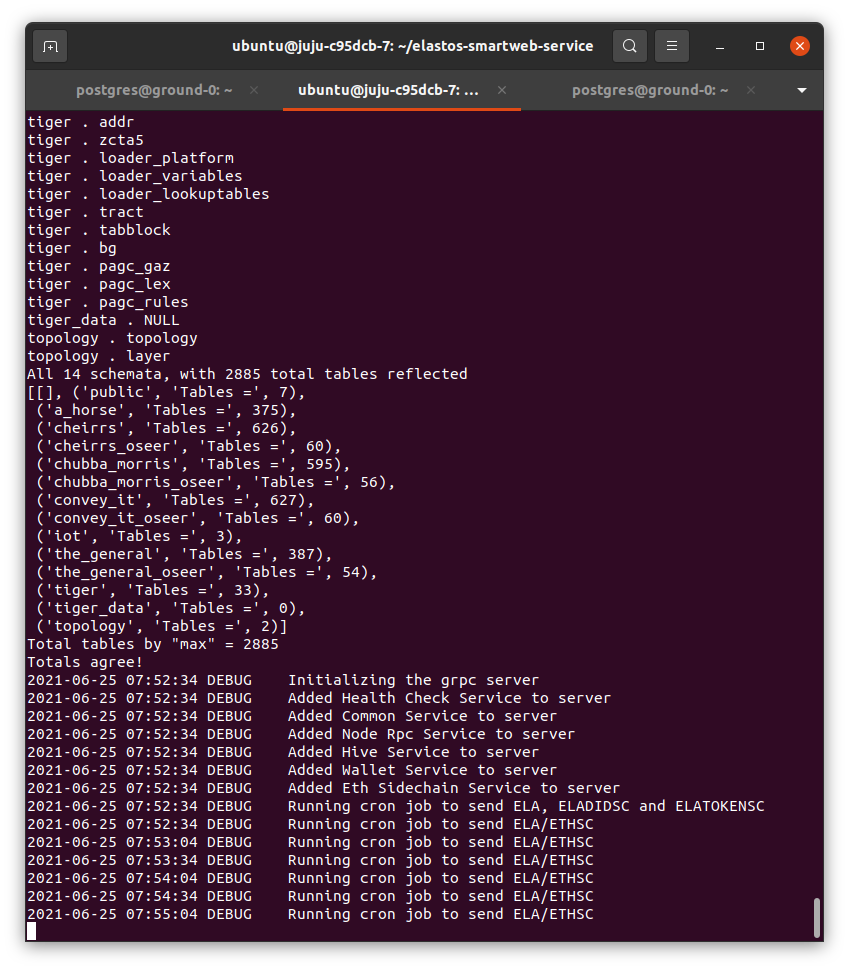 ubuntu@juju-c95dcb-7: ~/elastos-smartweb-service
postgres@ground-0: ~
ubuntu@juju-c95dcb-7: ...
postgres@ground-0: ~
tiger . addr
tiger . zcta5
tiger . loader_platform
tiger . loader_variables
tiger . loader_lookuptables
tiger . tract
tiger . tabblock
tiger . bg
tiger . pagc_gaz
tiger . pagc_lex
tiger . pagc_rules
tiger_data . NULL
topology . topology
topology . layer
All 14 schemata, with 2885 total tables reflected
[[], ('public', 'Tables =', 7),
 ('a_horse', 'Tables =', 375),
 ('cheirrs', 'Tables =', 626),
 ('cheirrs_oseer', 'Tables =', 60),
 ('chubba_morris', 'Tables =', 595),
 ('chubba_morris_oseer', 'Tables =', 56),
 ('convey_it', 'Tables =', 627),
 ('convey_it_oseer', 'Tables =', 60),
 ('iot', 'Tables =', 3),
 ('the_general', 'Tables =', 387),
 ('the_general_oseer', 'Tables =', 54),
 ('tiger', 'Tables =', 33),
 ('tiger_data', 'Tables =', 0),
 ('topology', 'Tables =', 2)]
Total tables by "max" = 2885
Totals agree!
2021-06-25 07:52:34 DEBUG    Initializing the grpc server
2021-06-25 07:52:34 DEBUG    Added Health Check Service to server
2021-06-25 07:52:34 DEBUG    Added Common Service to server
2021-06-25 07:52:34 DEBUG    Added Node Rpc Service to server
2021-06-25 07:52:34 DEBUG    Added Hive Service to server
2021-06-25 07:52:34 DEBUG    Added Wallet Service to server
2021-06-25 07:52:34 DEBUG    Added Eth Sidechain Service to server
2021-06-25 07:52:34 DEBUG    Running cron job to send ELA, ELADIDSC and ELATOKENSC
2021-06-25 07:52:34 DEBUG    Running cron job to send ELA/ETHSC
2021-06-25 07:53:04 DEBUG    Running cron job to send ELA/ETHSC
2021-06-25 07:53:34 DEBUG    Running cron job to send ELA/ETHSC
2021-06-25 07:54:04 DEBUG    Running cron job to send ELA/ETHSC
2021-06-25 07:54:34 DEBUG    Running cron job to send ELA/ETHSC
2021-06-25 07:55:04 DEBUG    Running cron job to send ELA/ETHSC